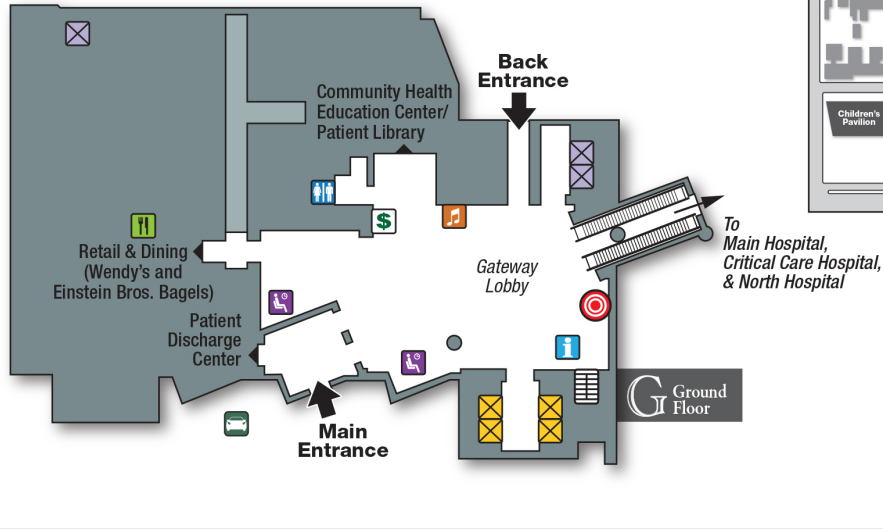 Back
Entrance
Community Health
Education Center/
Patient Library
Children's
Pavilion
To
Main Hospital,
Critical Care Hospital,
& North Hospital
$
Retail & Dining
(Wendy's and
Einstein Bros. Bagels)
Gateway
Lobby
Patient
Discharge
Center
i
G Ground
Floor
Main
Entrance